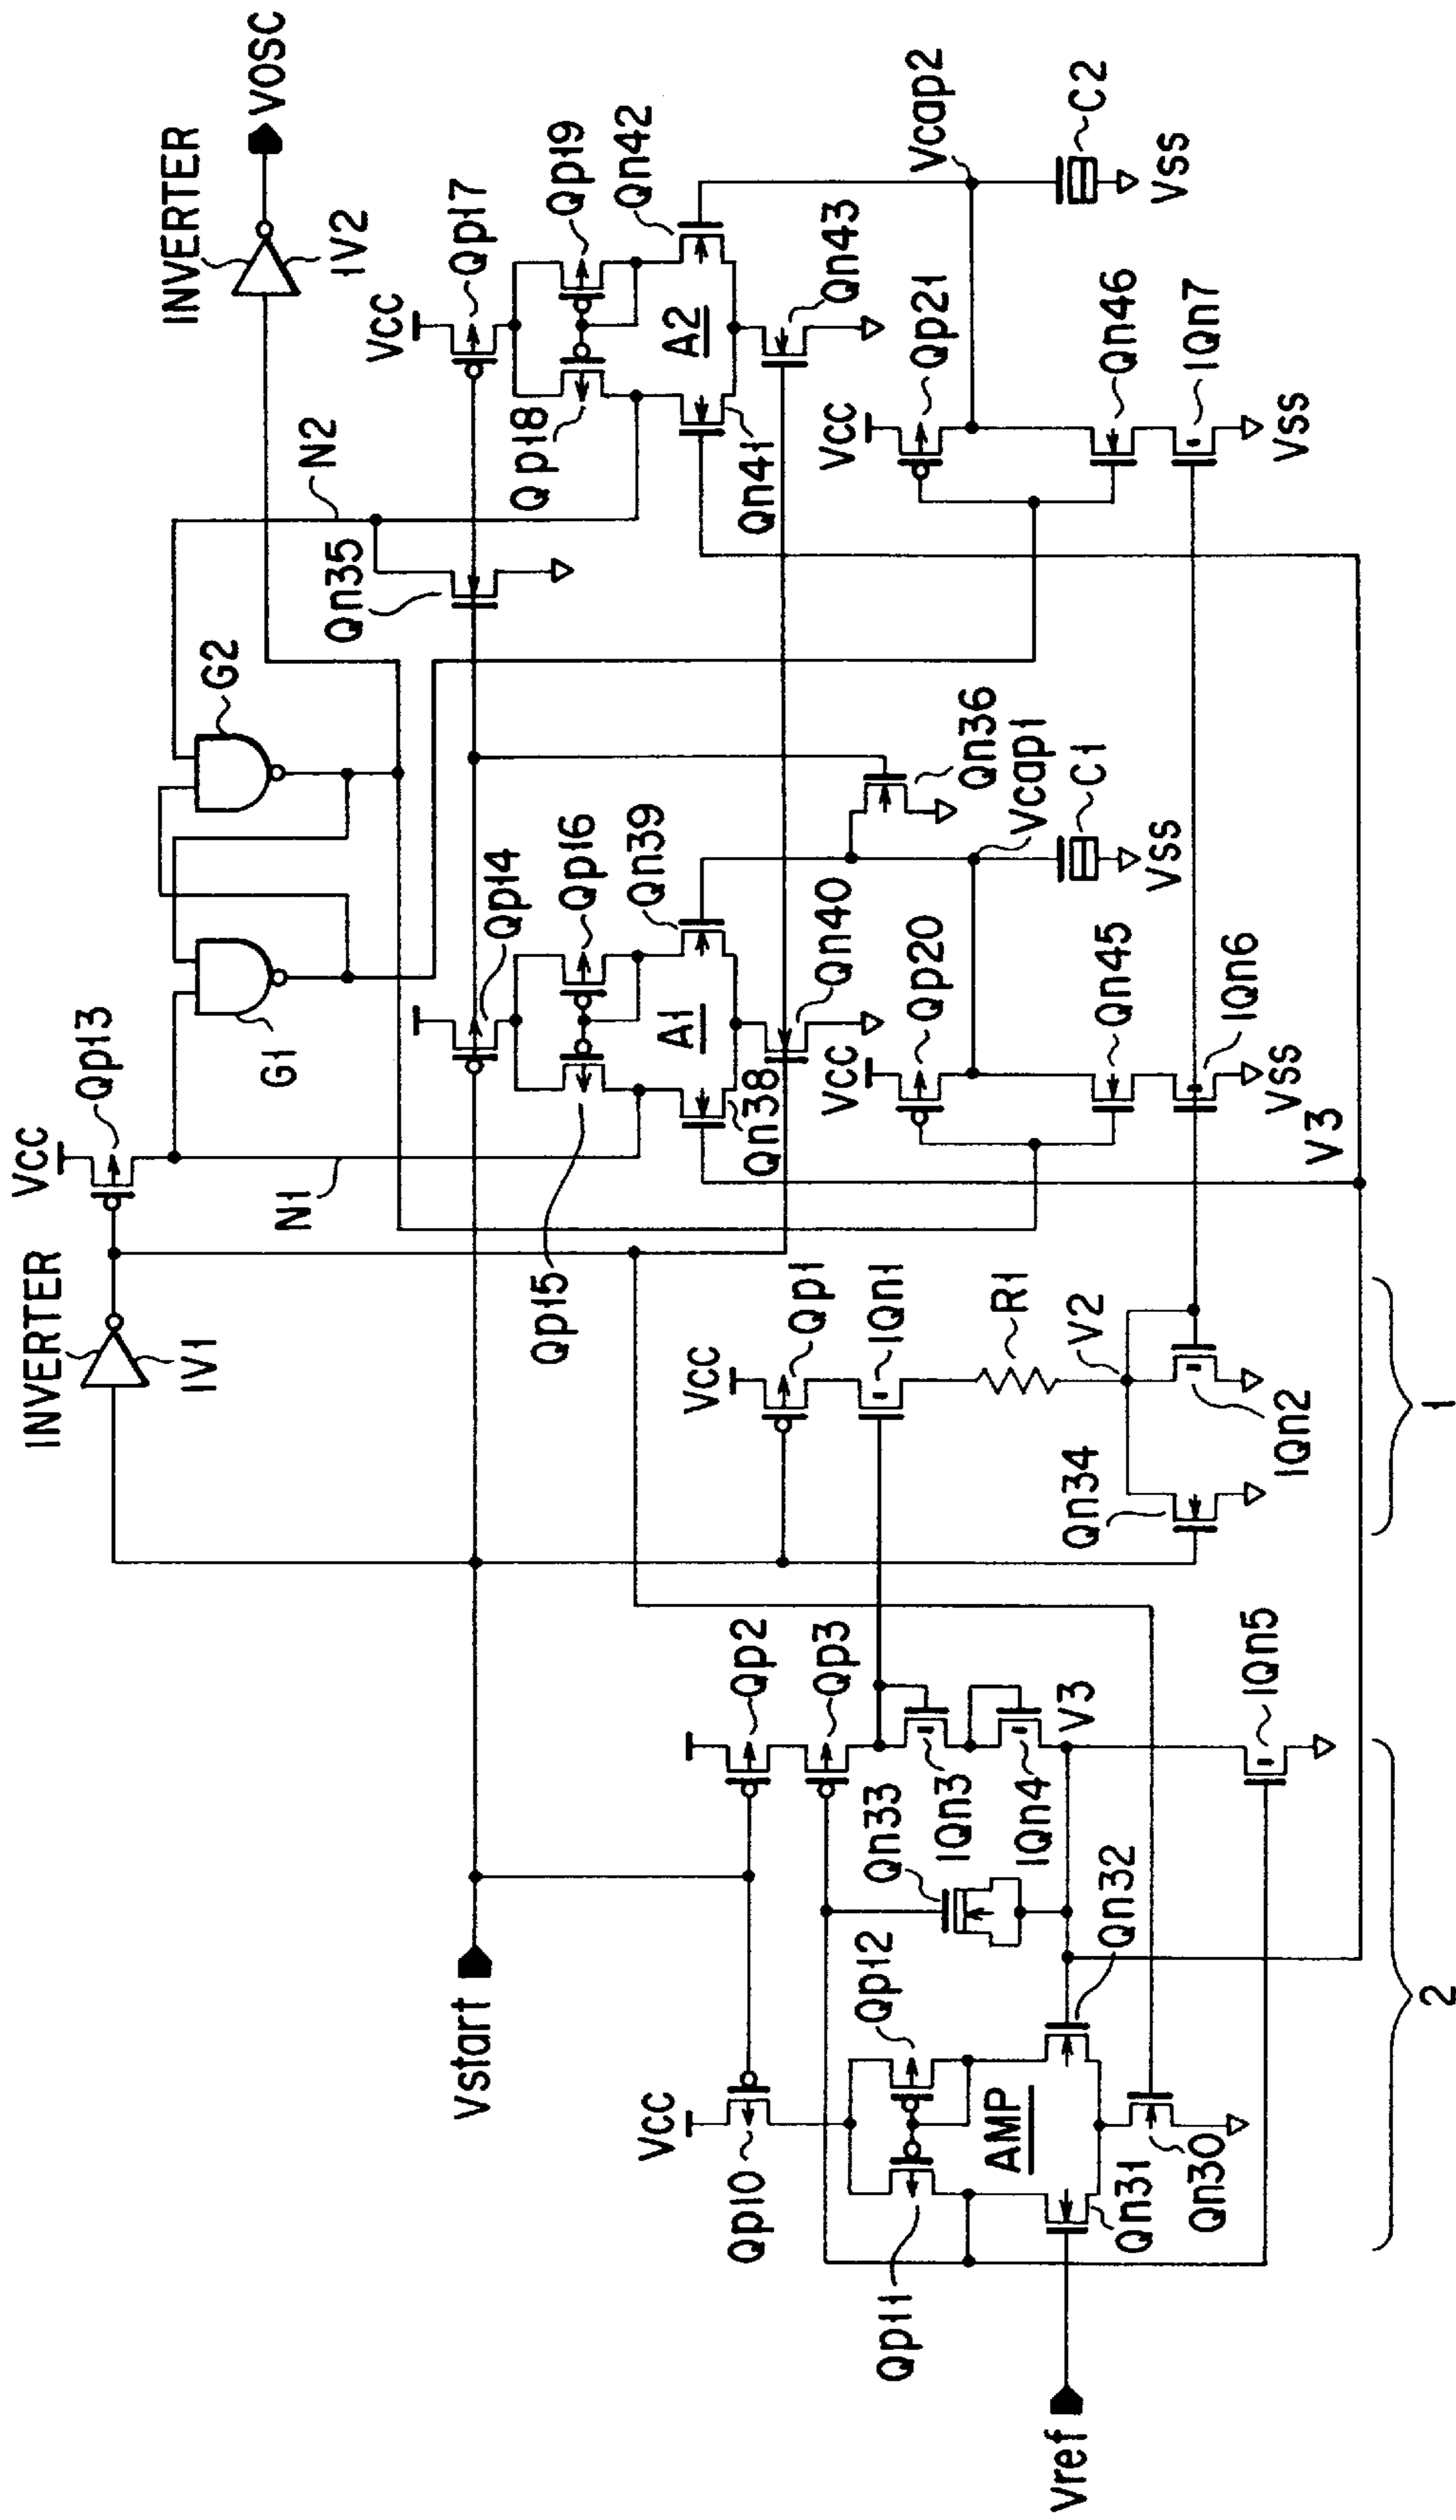 INVERTER
VCC
Qp13
IV1
N1
G1
G2
N2
INVERTER
IV2
VOSC
Vstart
Qn35
VCC
Qp17
Qp14
Qp15
Qp16
Qp18
Qp19
A1
A2
Qn38
Qn39
Qn40
Qn41
Qn42
Qn43
VCC
Qp10
Qp2
Qp3
VCC
Qp1
IQn1
R1
V2
Qn34
IQn2
1
VCC
Qp20
Qn45
IQn6
VSS
Qn36
Vcap1
C1
VSS
VCC
Qp21
Qn46
IQn7
VSS
Vcap2
C2
VSS
Qp11
Qp12
AMP
Qn33
IQn3
IQn4
V3
Qn32
Qn31
Qn30
IQn5
Vref
V3
2